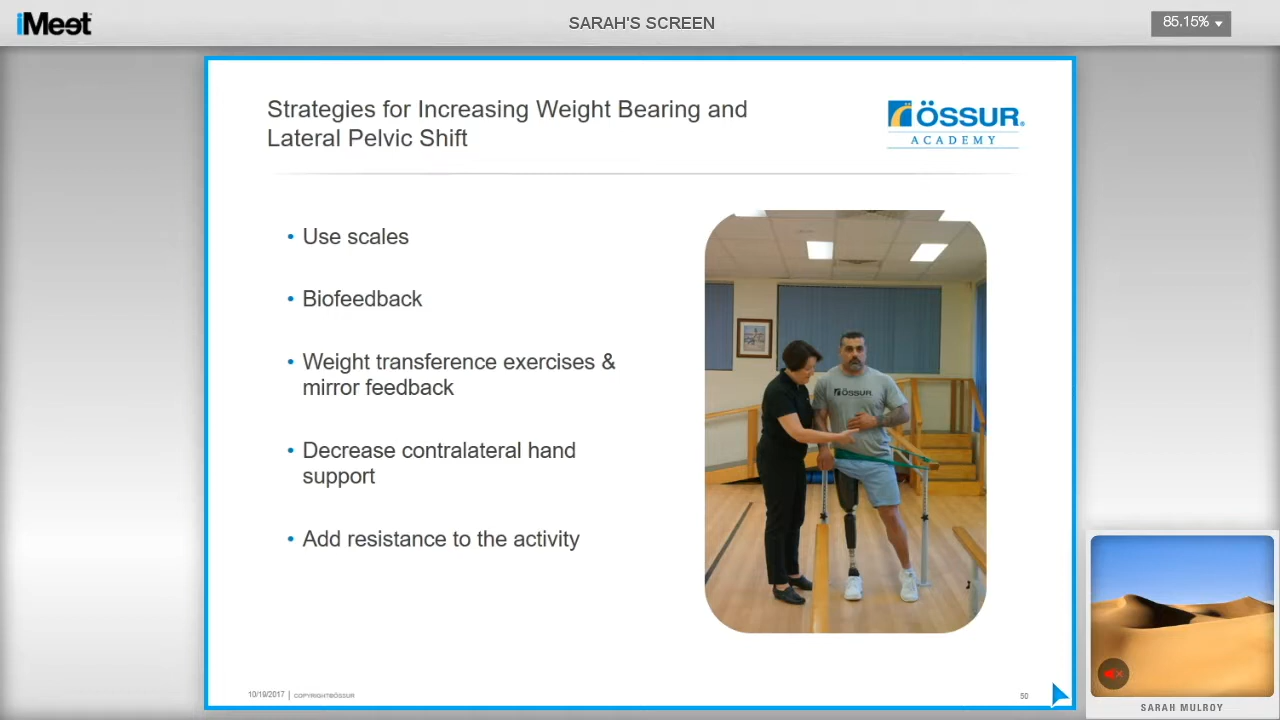 iMeet
SARAH'S SCREEN
85.15%
Strategies for Increasing Weight Bearing and
Lateral Pelvic Shift
ÖSSUR®
ACADEMY
• Use scales
• Biofeedback
• Weight transference exercises &
mirror feedback
• Decrease contralateral hand
support
• Add resistance to the activity
ÖSSUR
10/19/2017 | COPYRIGHT©ÖSSUR
50
SARAH MULROY